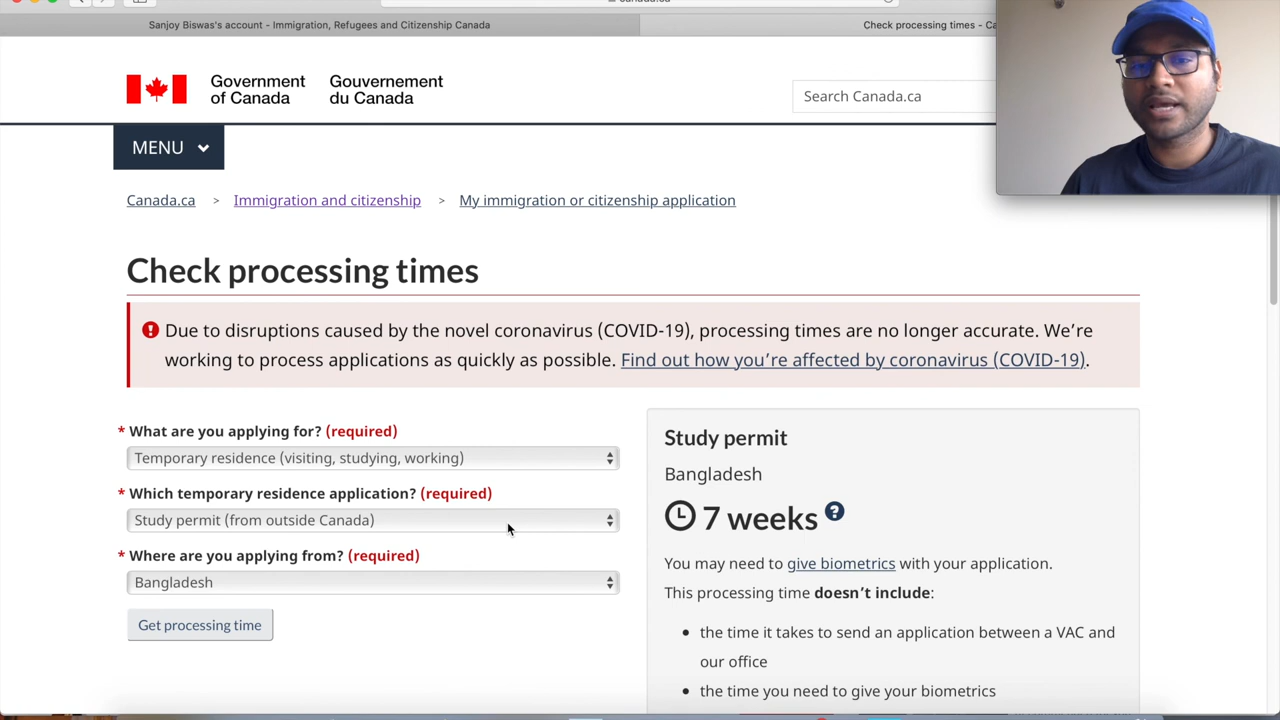 Sanjoy Biswas's account - Immigration, Refugees and Citizenship Canada
Check processing times - Ca
Government of Canada
Gouvernement du Canada
Search Canada.ca
MENU
Canada.ca > Immigration and citizenship > My immigration or citizenship application
Check processing times
Due to disruptions caused by the novel coronavirus (COVID-19), processing times are no longer accurate. We're
working to process applications as quickly as possible. Find out how you're affected by coronavirus (COVID-19).
* What are you applying for? (required)
Temporary residence (visiting, studying, working)
* Which temporary residence application? (required)
Study permit (from outside Canada)
* Where are you applying from? (required)
Bangladesh
Get processing time
Study permit
Bangladesh
7 weeks ?
You may need to give biometrics with your application.
This processing time doesn't include:
• the time it takes to send an application between a VAC and
our office
• the time you need to give your biometrics